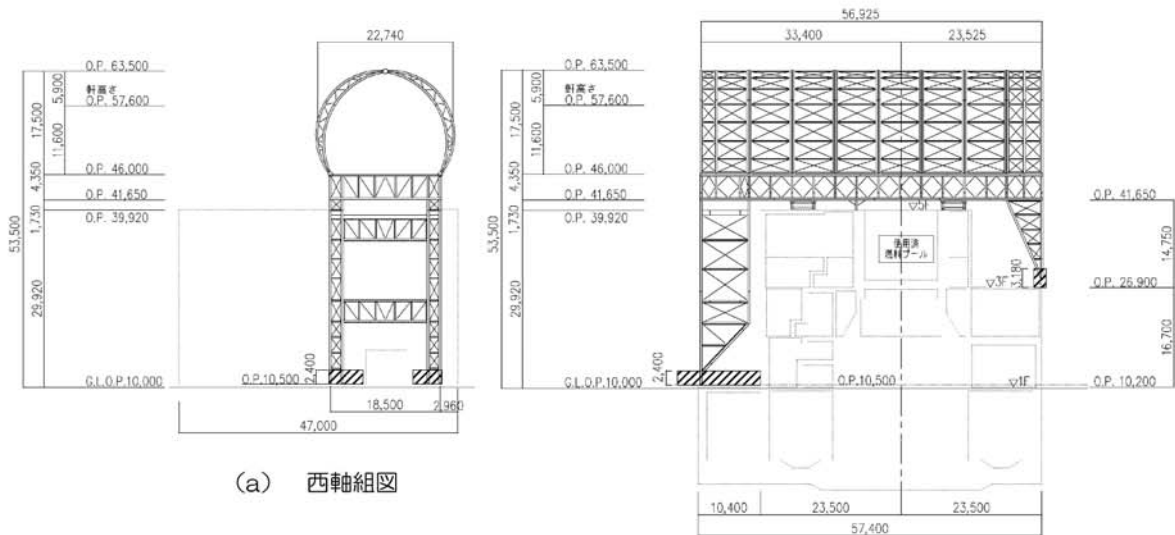 22,740
O.P. 63,500
5,900
軒高さ
O.P. 57,600
17,500
11,600
O.P. 46,000
4,350
O.P. 41,650
1,730
O.P. 39,920
53,500
29,920
2,400
G.L.O.P.10,000
O.P.10,500
18,500
2,960
47,000
(a) 西軸組図
56,925
33,400
23,525
O.P. 63,500
5,900
軒高さ
O.P. 57,600
17,500
11,600
O.P. 46,000
4,350
O.P. 41,650
1,730
O.P. 39,920
53,500
29,920
▽5F
使用済
燃料プール
O.P. 41,650
14,750
3,180
▽3F
O.P. 26,900
16,700
2,400
G.L.O.P.10,000
O.P.10,500
▽1F
O.P. 10,200
10,400
23,500
23,500
57,400